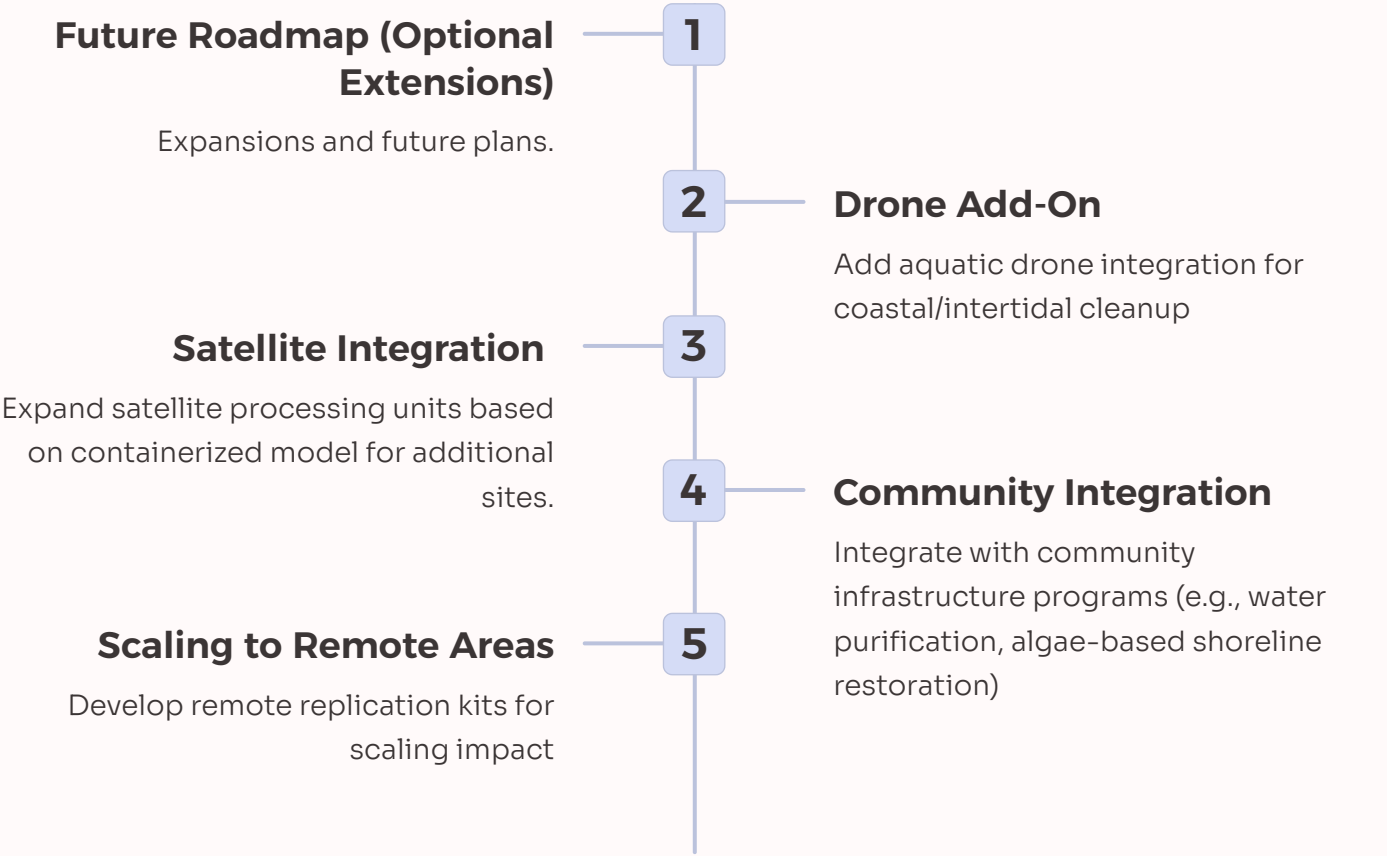 1
Future Roadmap (Optional
Extensions)
Expansions and future plans.
2
Drone Add-On
Add aquatic drone integration for
coastal/intertidal cleanup
3
Satellite Integration
Expand satellite processing units based
on containerized model for additional
sites.
4
Community Integration
Integrate with community
infrastructure programs (e.g., water
purification, algae-based shoreline
restoration)
5
Scaling to Remote Areas
Develop remote replication kits for
scaling impact